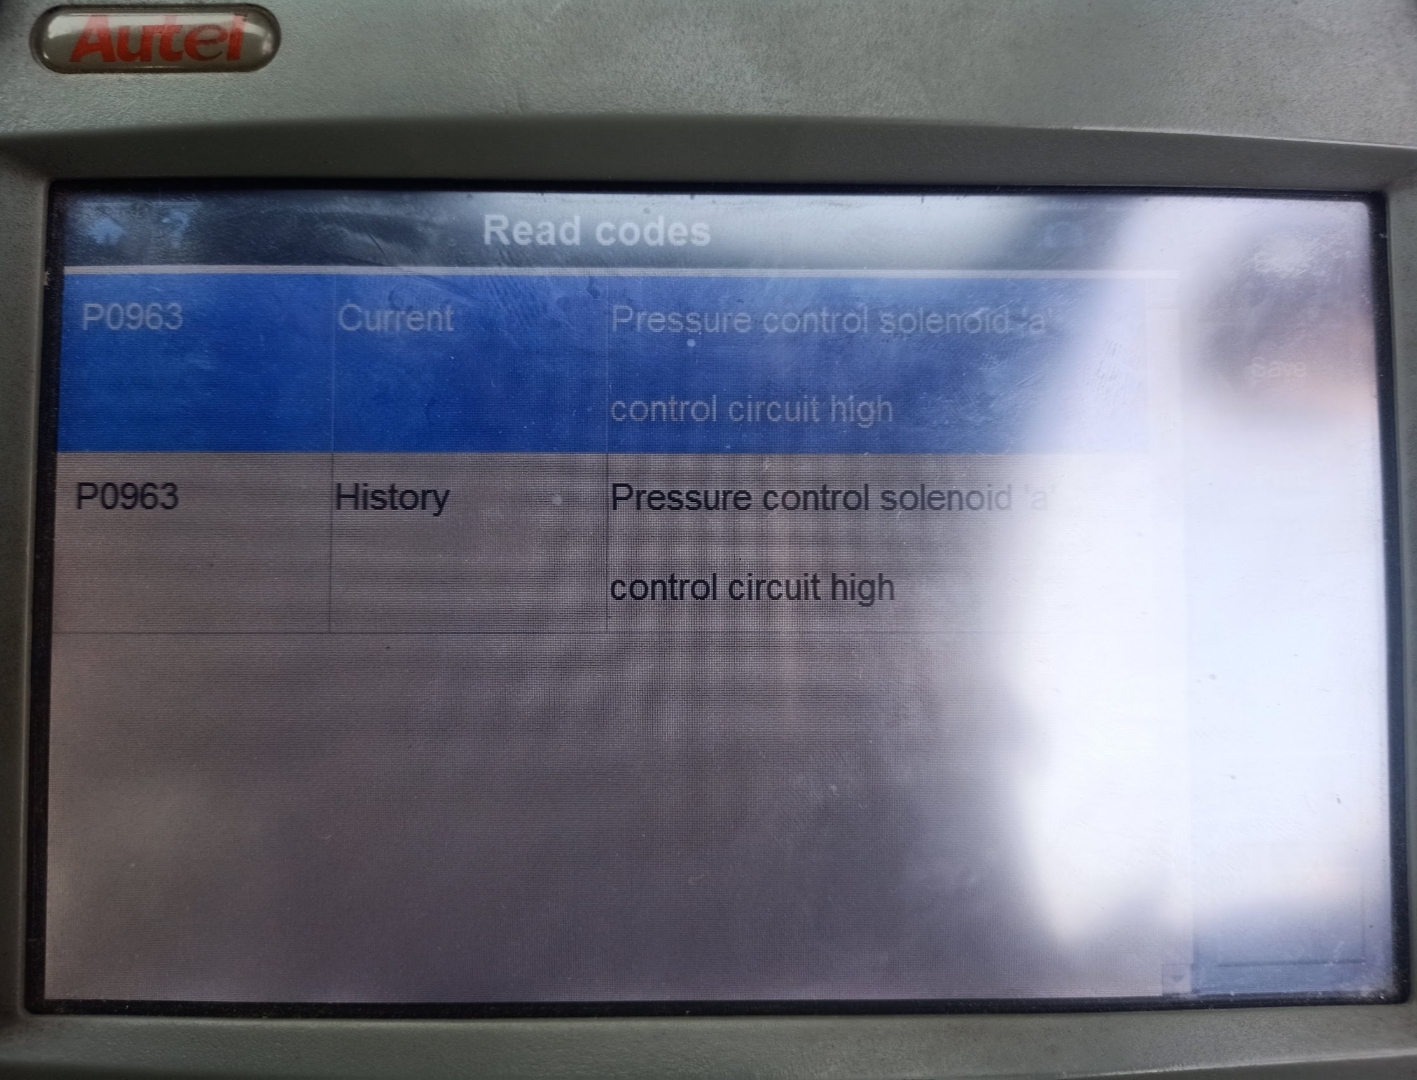 Autel
Read codes
P0963 Current Pressure control solenoid 'a'
control circuit high
Save
P0963 History Pressure control solenoid 'a'
control circuit high